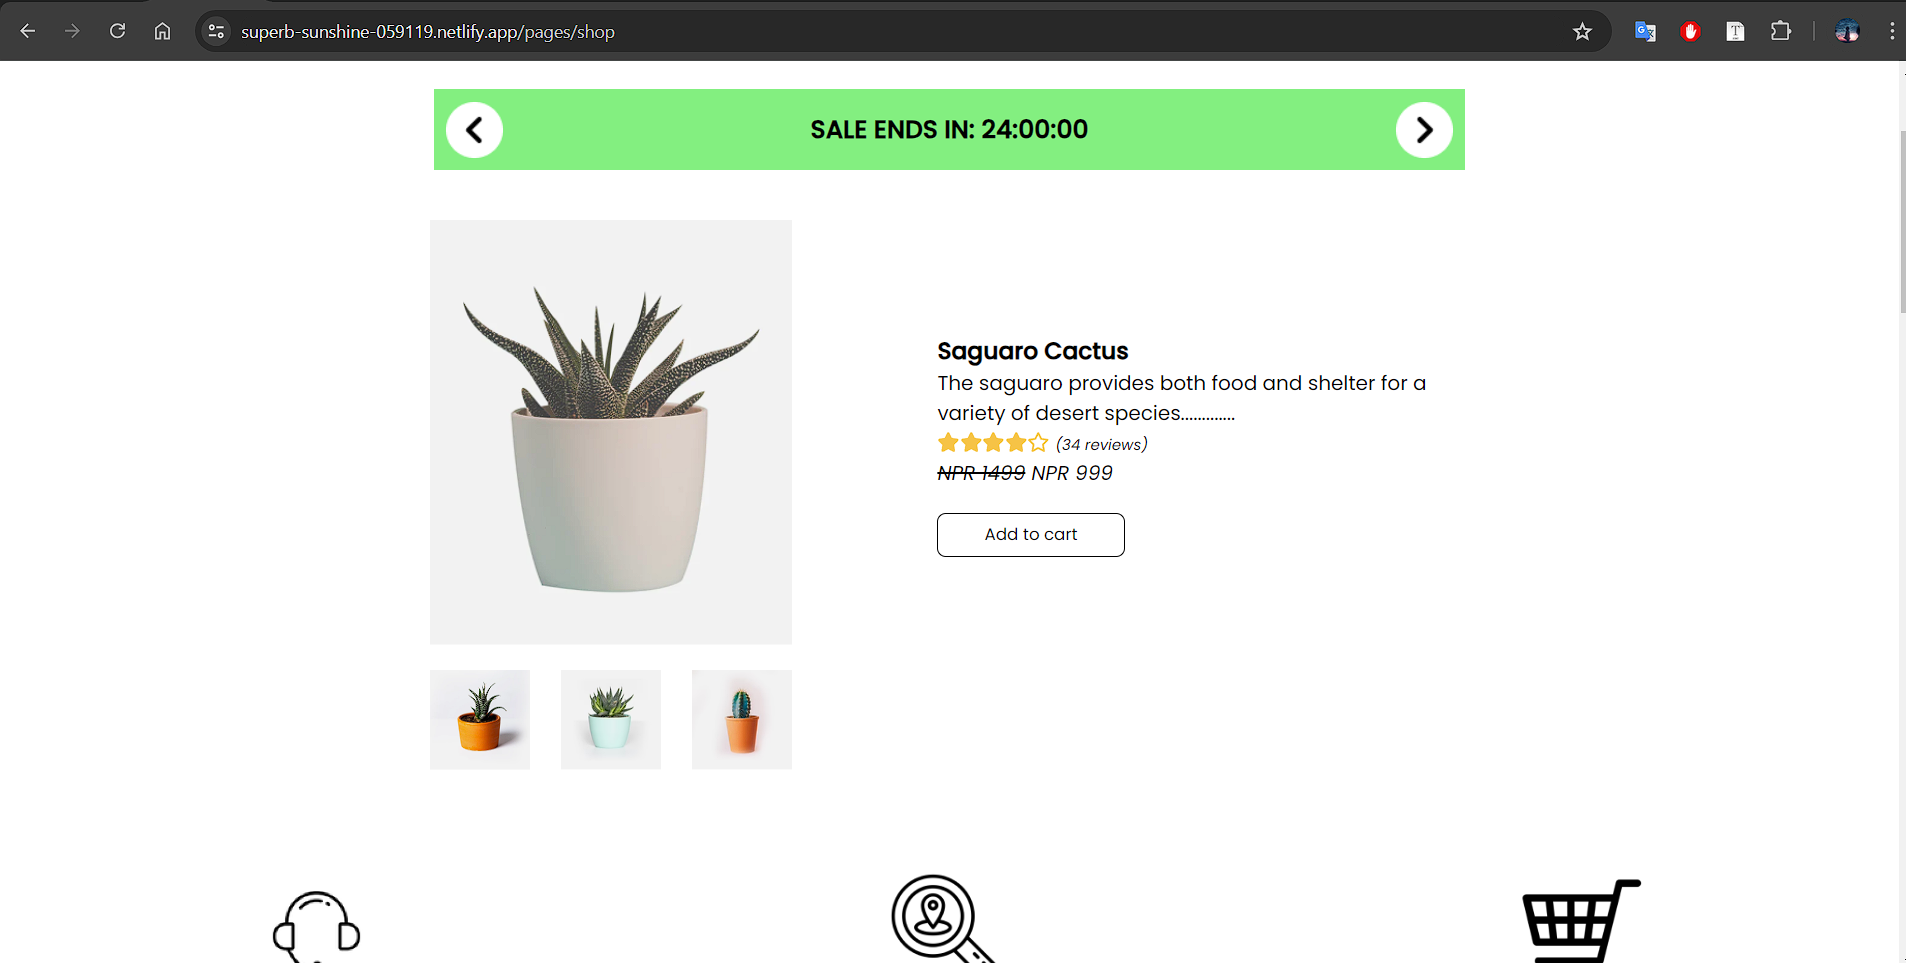 superb-sunshine-059119.netlify.app/pages/shop
SALE ENDS IN: 24:00:00
Saguaro Cactus
The saguaro provides both food and shelter for a
variety of desert species.............
(34 reviews)
NPR 1499 NPR 999
Add to cart